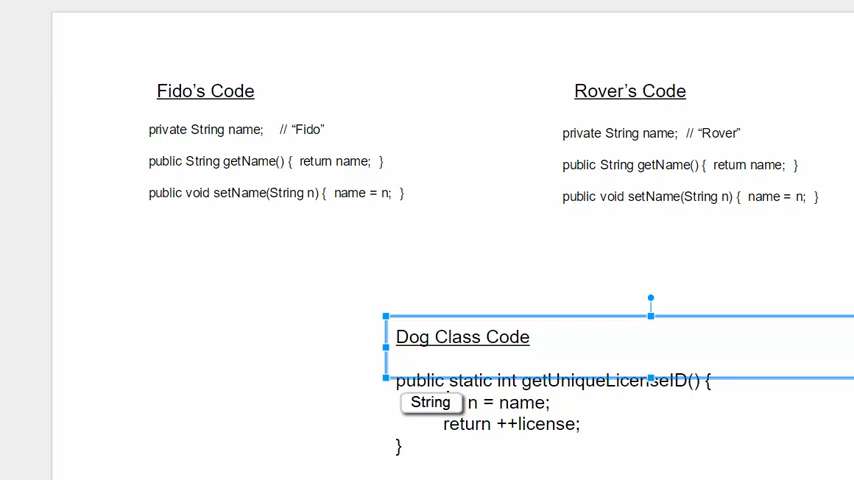 Fido's Code
private String name;    // “Fido”
public String getName() {  return name;  }
public void setName(String n) {  name = n;  }
Rover's Code
private String name;  // “Rover”
public String getName() {  return name;  }
public void setName(String n) {  name = n;  }
Dog Class Code
public static int getUniqueLicenseID() {
String n = name;
return ++license;
}